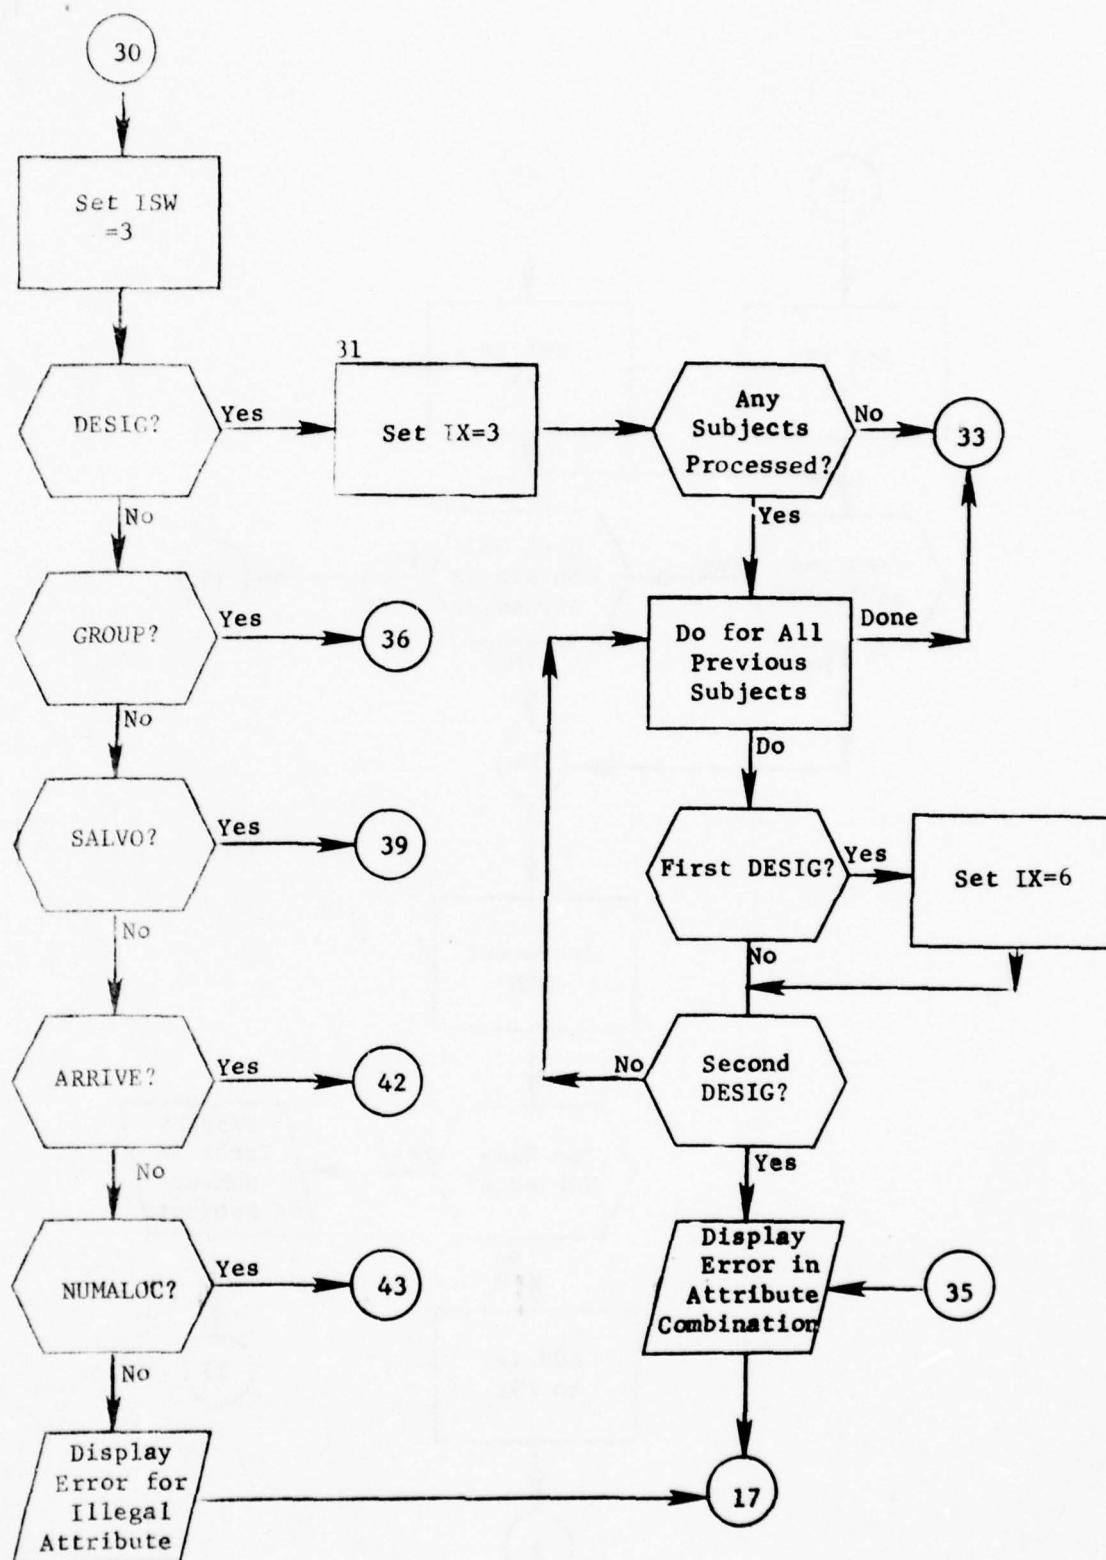 30
Set ISW
=3
DESIG?
Yes
31
Set IX=3
Any
Subjects
Processed?
No
33
No
Yes
GROUP?
Yes
36
Do for All
Previous
Subjects
Done
No
Do
SALVO?
Yes
39
First DESIG?
Yes
Set IX=6
No
No
ARRIVE?
Yes
42
No
Second
DESIG?
No
Yes
NUMALOC?
Yes
43
Display
Error in
Attribute
Combination
35
No
Display
Error for
Illegal
Attribute
17